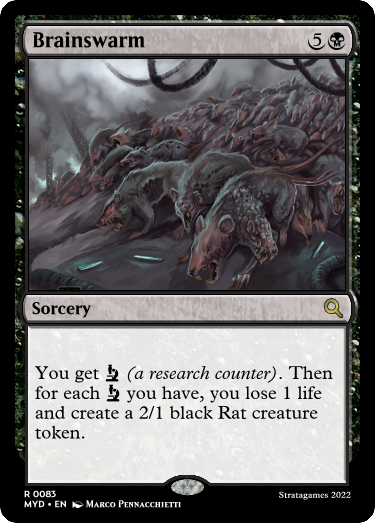 Brainswarm 5
Sorcery
You get (a research counter). Then
for each you have, you lose 1 life
and create a 2/1 black Rat creature
token.
R 0083
MYD • EN Marco Pennacchietti
Stratagames 2022